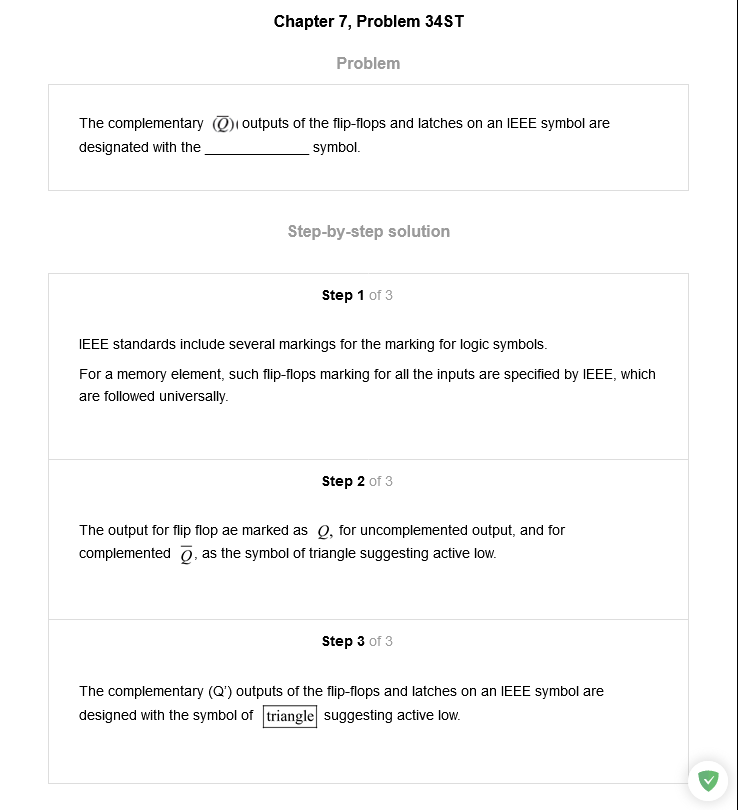 Chapter 7, Problem 34ST
Problem
The complementary (Q̅) outputs of the flip-flops and latches on an IEEE symbol are
designated with the ______________ symbol.
Step-by-step solution
Step 1 of 3
IEEE standards include several markings for the marking for logic symbols.
For a memory element, such flip-flops marking for all the inputs are specified by IEEE, which
are followed universally.
Step 2 of 3
The output for flip flop ae marked as Q, for uncomplemented output, and for
complemented Q̅, as the symbol of triangle suggesting active low.
Step 3 of 3
The complementary (Q') outputs of the flip-flops and latches on an IEEE symbol are
designed with the symbol of triangle suggesting active low.